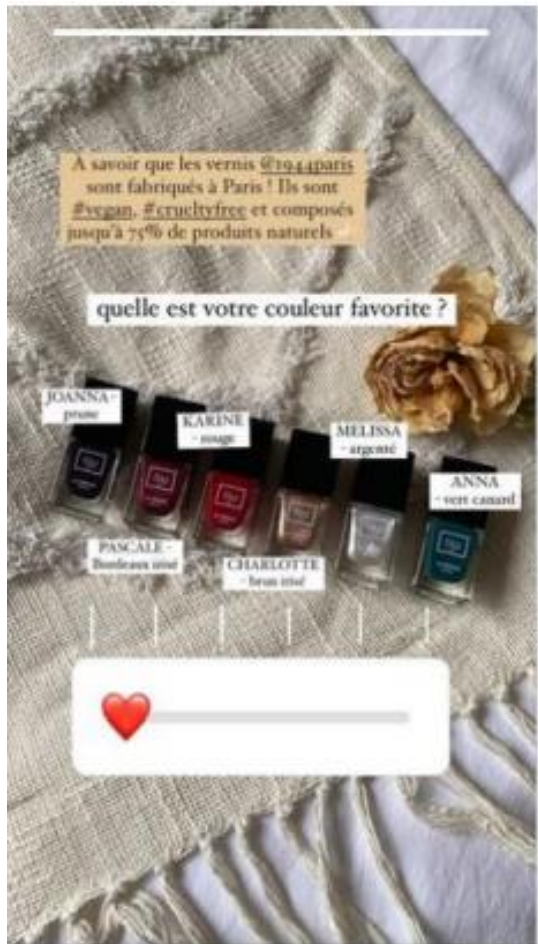 A savoir que les vernis @1944paris
sont fabriqués à Paris ! Ils sont
#vegan, #crueltyfree et composés
jusqu'à 75% de produits naturels
quelle est votre couleur favorite ?
JOANNA -
prune
KARINE
- rouge
MELISSA
- argenté
ANNA
- vert canard
PASCALE -
Bordeaux irisé
CHARLOTTE
- brun irisé